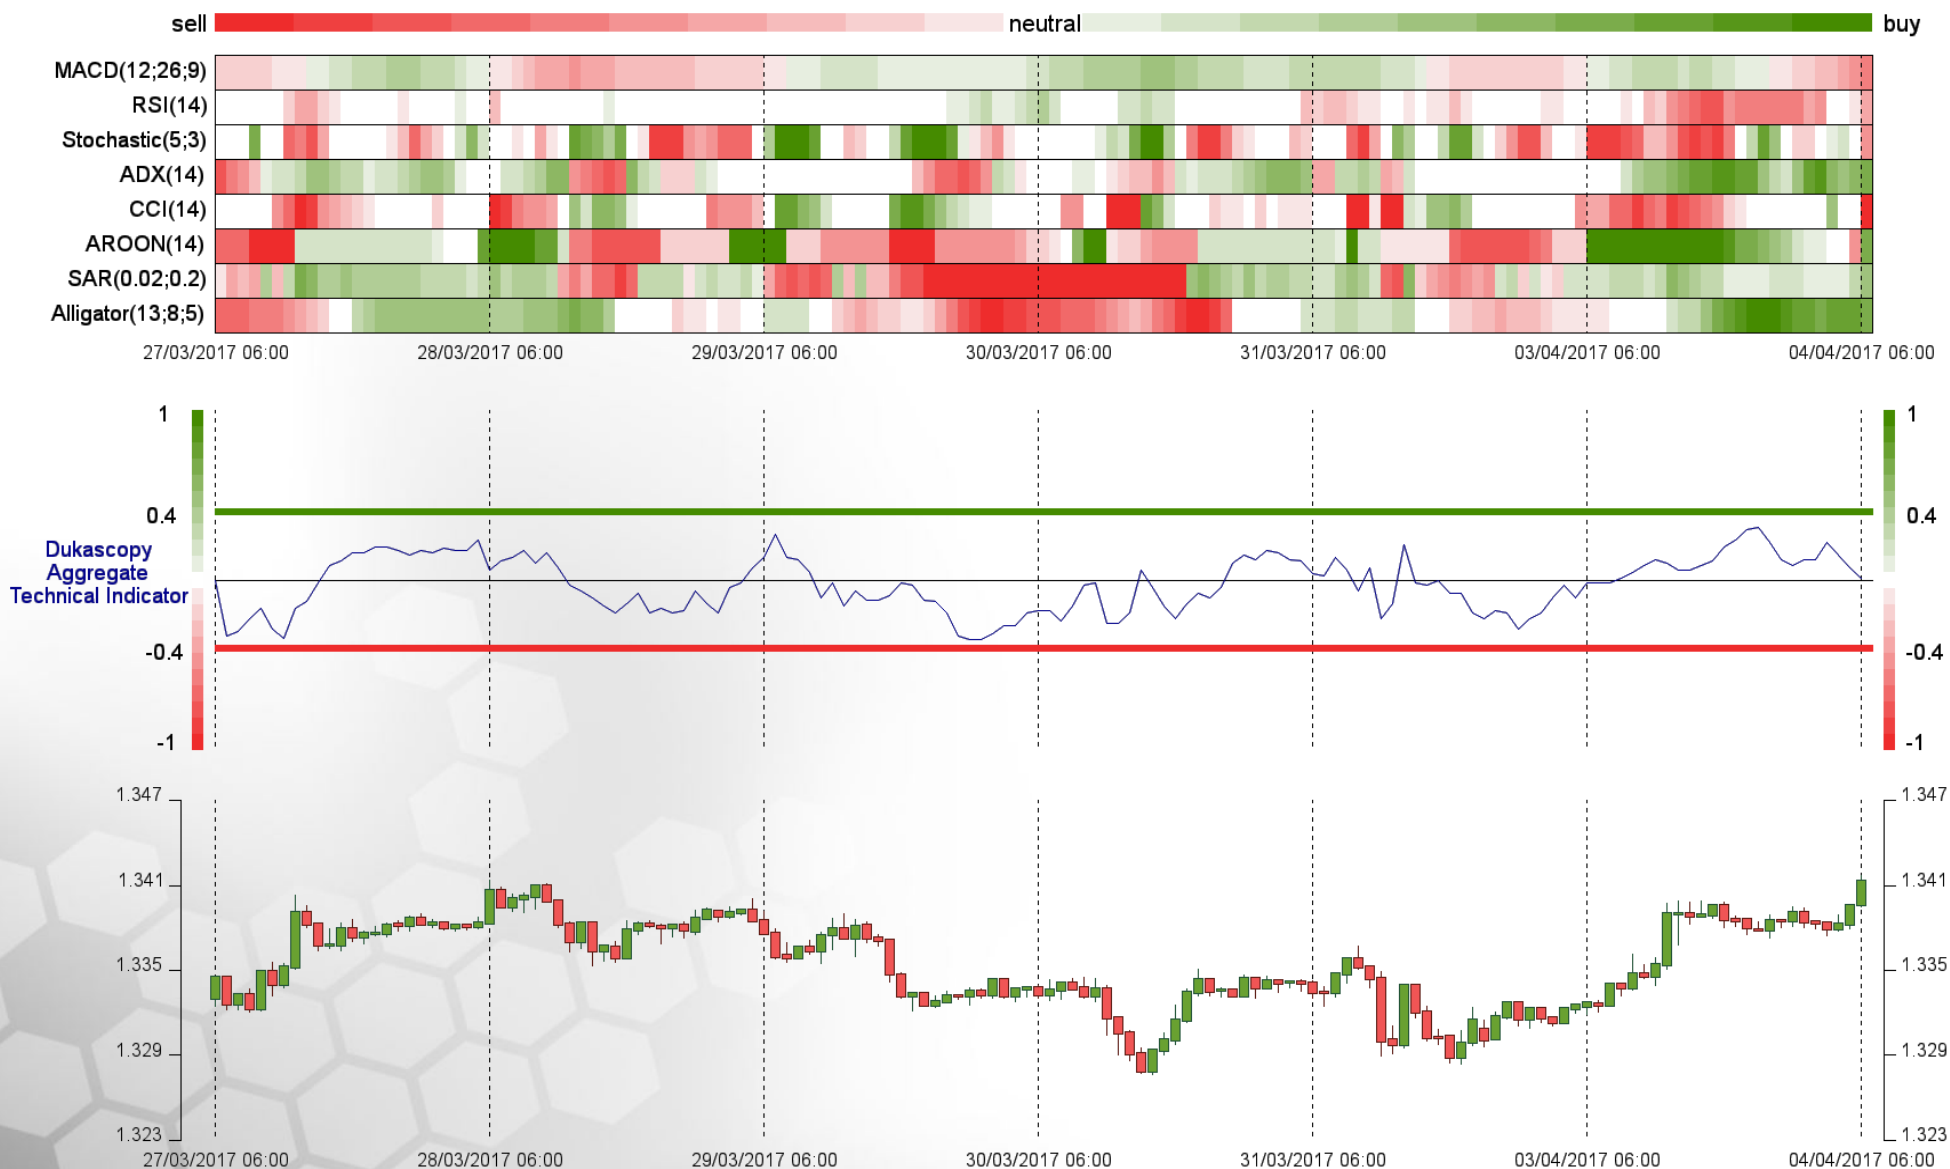 sell neutral buy
MACD(12;26;9)
RSI(14)
Stochastic(5;3)
ADX(14)
CCI(14)
AROON(14)
SAR(0.02;0.2)
Alligator(13;8;5)
27/03/2017 06:00 28/03/2017 06:00 29/03/2017 06:00 30/03/2017 06:00 31/03/2017 06:00 03/04/2017 06:00 04/04/2017 06:00
1 1
0.4 0.4
Dukascopy
Aggregate
Technical Indicator
-0.4 -0.4
-1 -1
1.347 1.347
1.341 1.341
1.335 1.335
1.329 1.329
1.323 1.323
27/03/2017 06:00 28/03/2017 06:00 29/03/2017 06:00 30/03/2017 06:00 31/03/2017 06:00 03/04/2017 06:00 04/04/2017 06:00